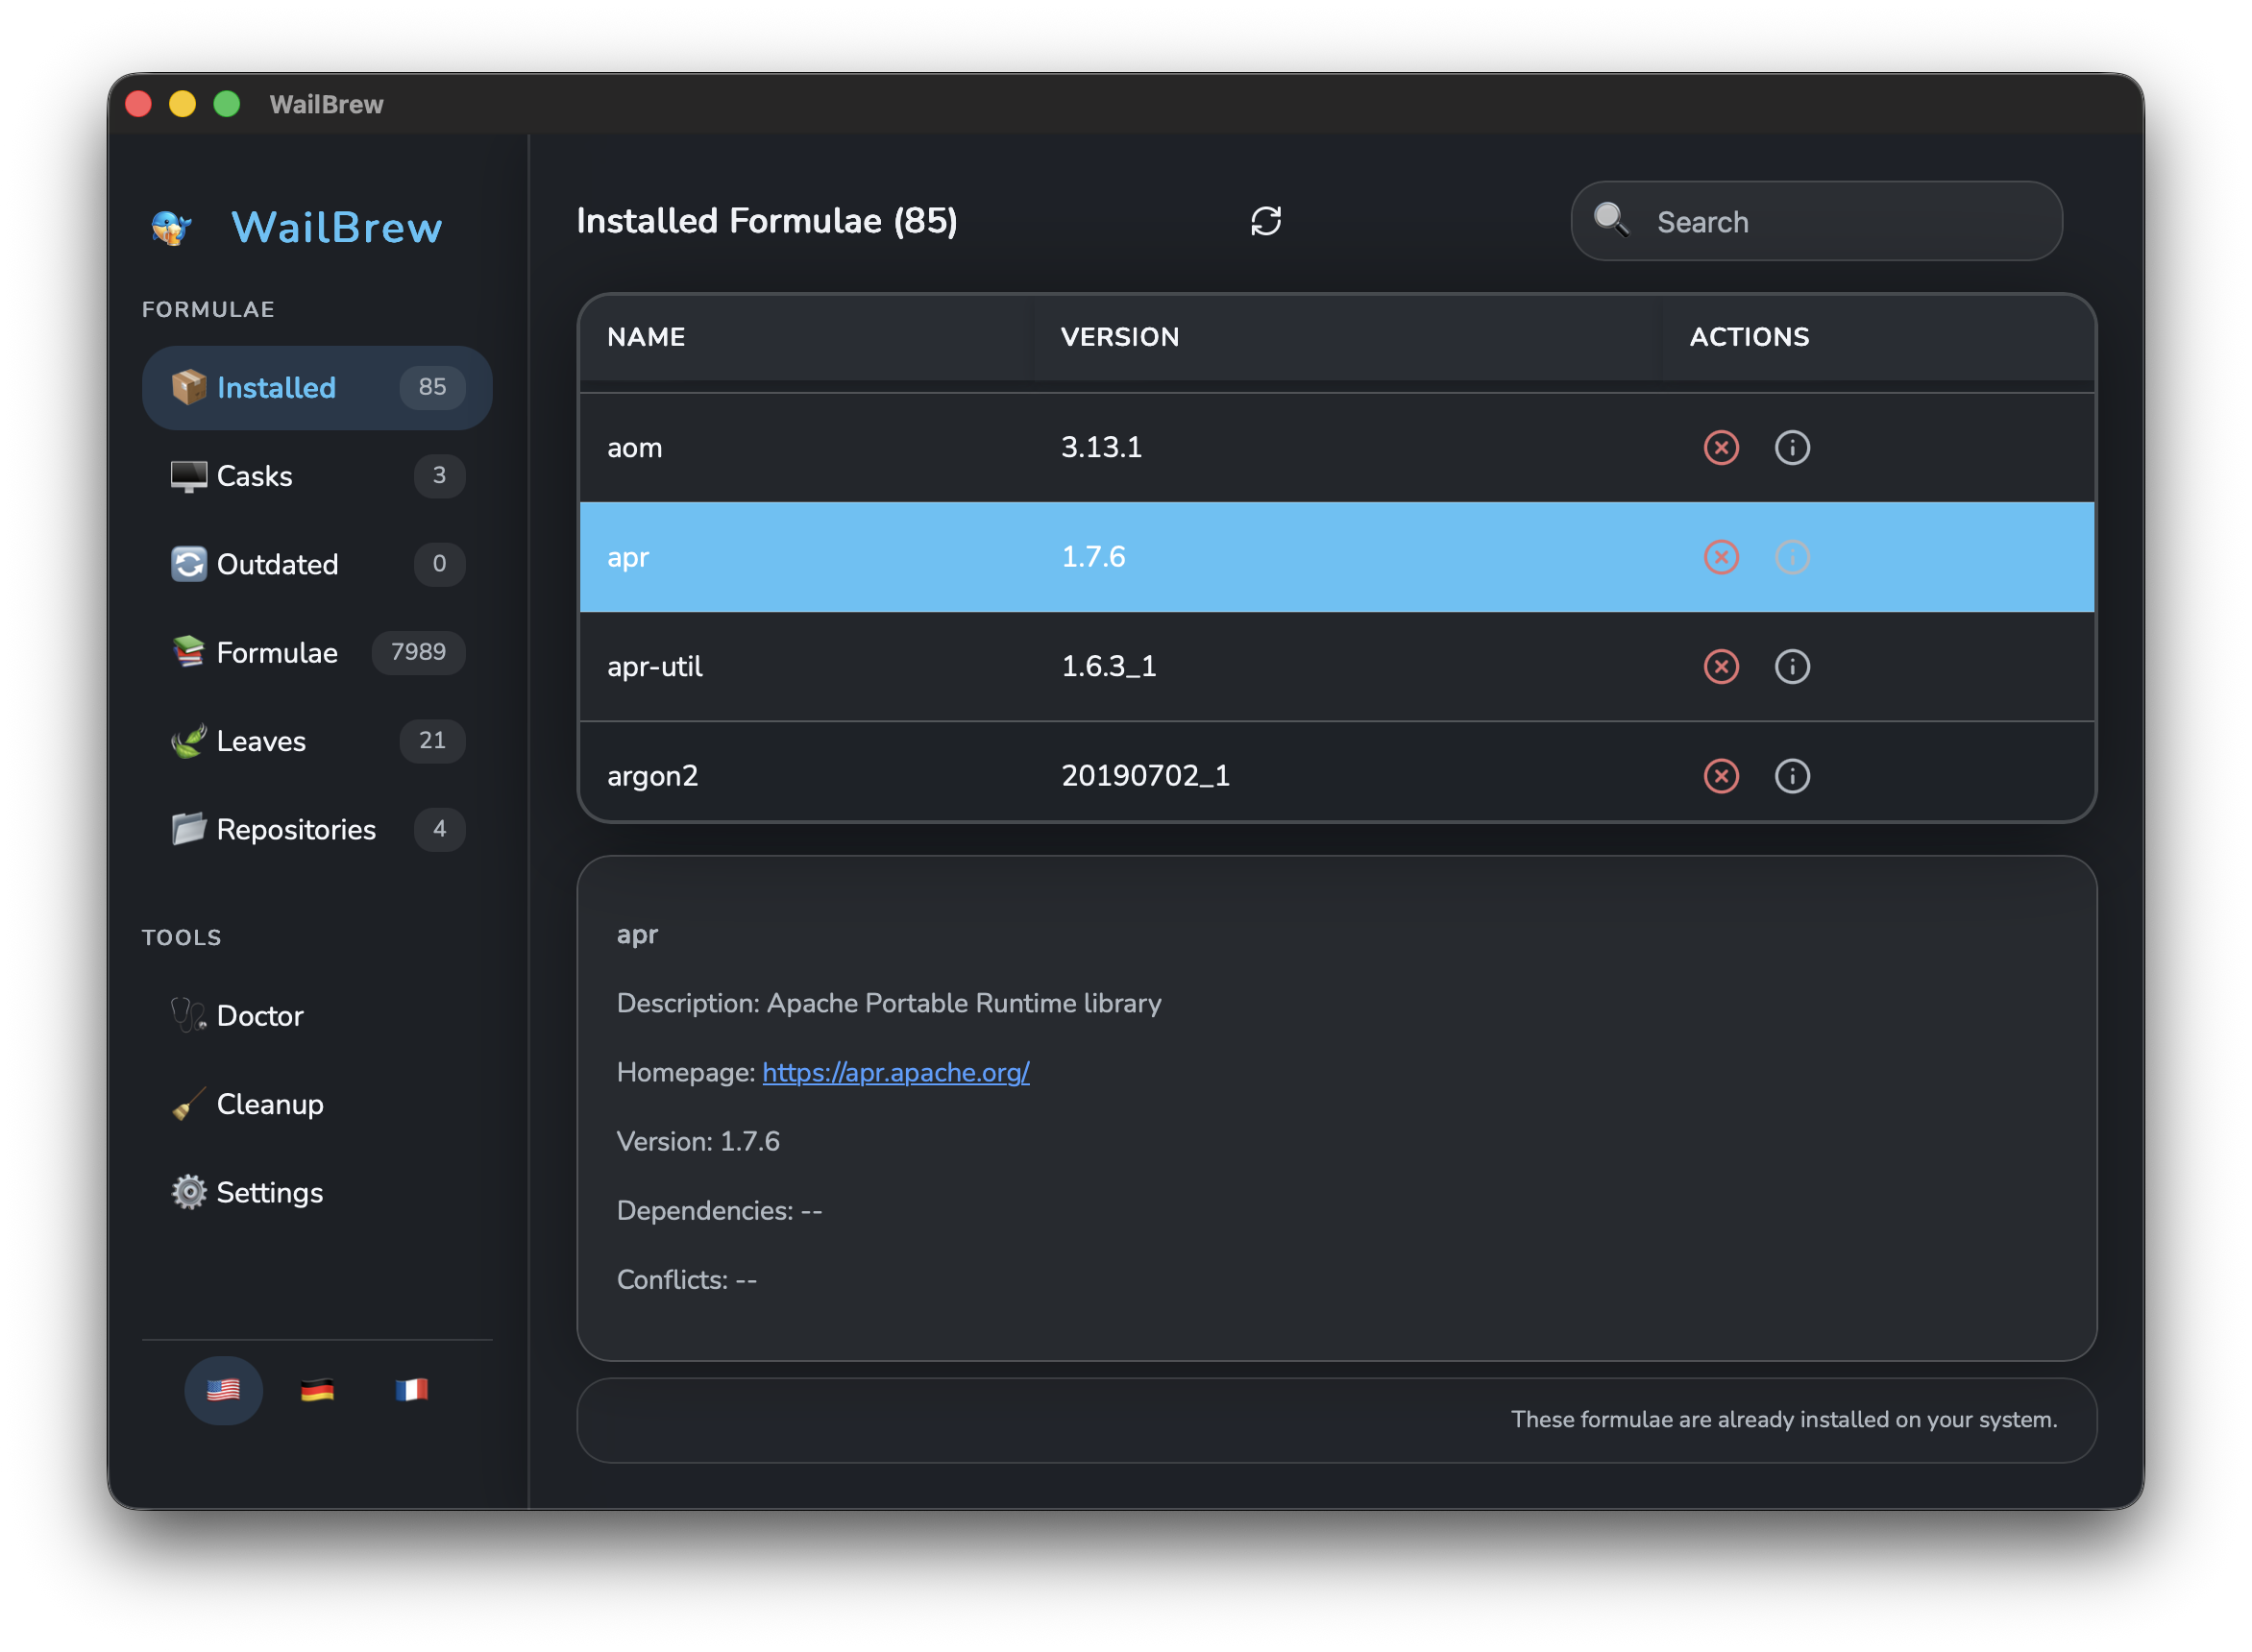 WailBrew
WailBrew
FORMULAE
Installed 85
Casks 3
Outdated 0
Formulae 7989
Leaves 21
Repositories 4
TOOLS
Doctor
Cleanup
Settings
Installed Formulae (85)
Search
NAME VERSION ACTIONS
aom 3.13.1
apr 1.7.6
apr-util 1.6.3_1
argon2 20190702_1
apr
Description: Apache Portable Runtime library
Homepage: https://apr.apache.org/
Version: 1.7.6
Dependencies: --
Conflicts: --
These formulae are already installed on your system.